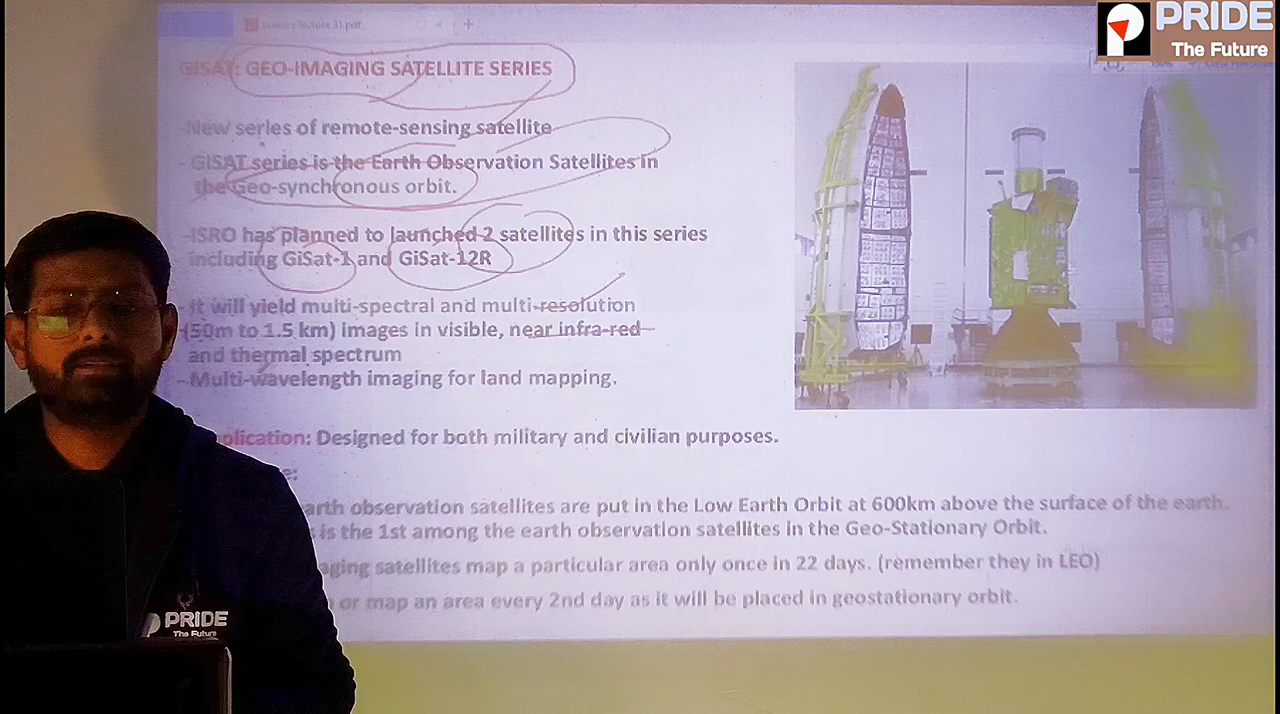 PRIDE
The Future
science lecture 31.pdf
GISAT: GEO-IMAGING SATELLITE SERIES
-New series of remote-sensing satellite
- GISAT series is the Earth Observation Satellites in
the Geo-synchronous orbit.
-ISRO has planned to launched 2 satellites in this series
including GiSat-1 and GiSat-12R
- It will yield multi-spectral and multi-resolution
(50m to 1.5 km) images in visible, near infra-red
and thermal spectrum
- Multi-wavelength imaging for land mapping.
plication: Designed for both military and civilian purposes.
e:
arth observation satellites are put in the Low Earth Orbit at 600km above the surface of the earth.
is the 1st among the earth observation satellites in the Geo-Stationary Orbit.
aging satellites map a particular area only once in 22 days. (remember they in LEO)
or map an area every 2nd day as it will be placed in geostationary orbit.
PRIDE
The Future